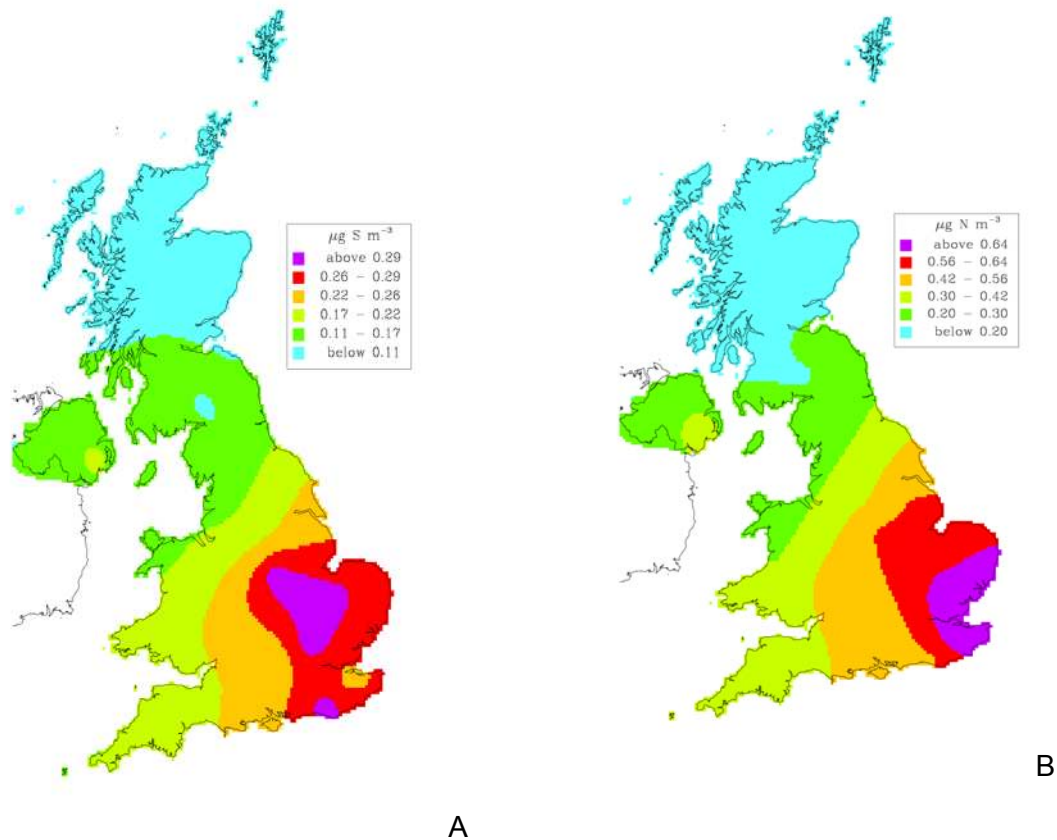 μg S m⁻³
above 0.29
0.26 – 0.29
0.22 – 0.26
0.17 – 0.22
0.11 – 0.17
below 0.11
μg N m⁻³
above 0.64
0.56 – 0.64
0.42 – 0.56
0.30 – 0.42
0.20 – 0.30
below 0.20
B
A